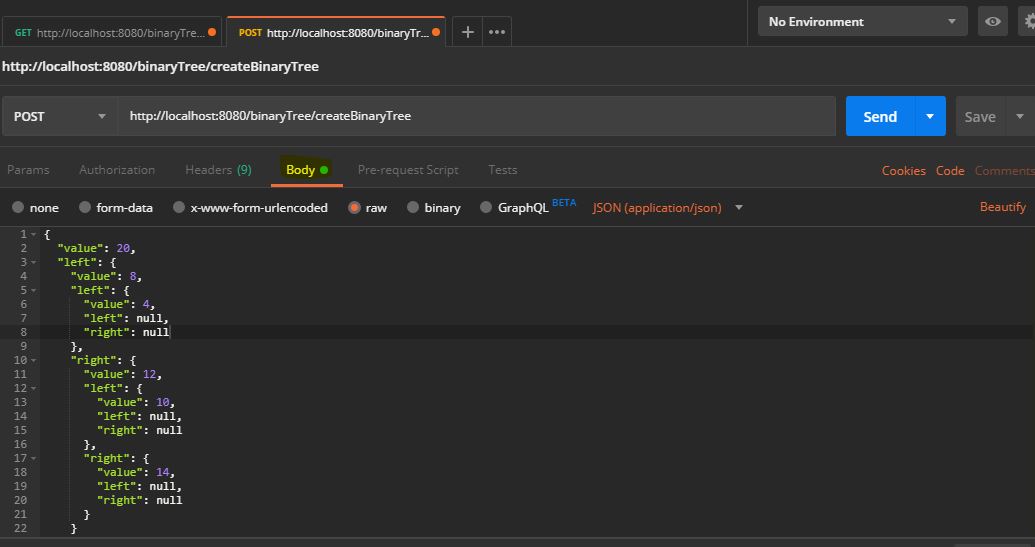 GET http://localhost:8080/binaryTre...
POST http://localhost:8080/binaryTr...
No Environment
http://localhost:8080/binaryTree/createBinaryTree
POST http://localhost:8080/binaryTree/createBinaryTree Send Save
Params Authorization Headers (9) Body Pre-request Script Tests Cookies Code Comments
none form-data x-www-form-urlencoded raw binary GraphQL BETA JSON (application/json) Beautify
1 {
2 "value": 20,
3 "left": {
4 "value": 8,
5 "left": {
6 "value": 4,
7 "left": null,
8 "right": null
9 },
10 "right": {
11 "value": 12,
12 "left": {
13 "value": 10,
14 "left": null,
15 "right": null
16 },
17 "right": {
18 "value": 14,
19 "left": null,
20 "right": null
21 }
22 }